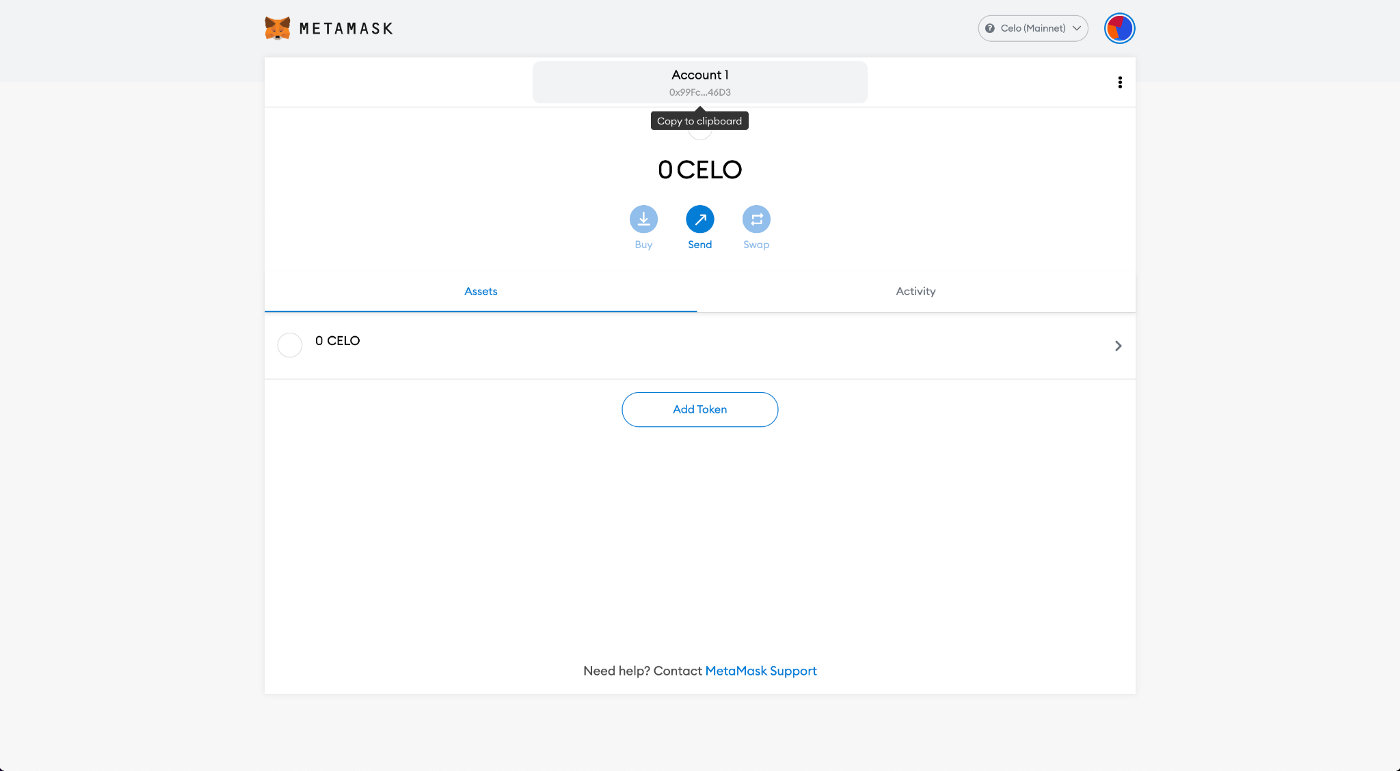 METAMASK
Celo (Mainnet)
Account 1
0x99Fc...46D3
Copy to clipboard
0 CELO
Buy
Send
Swap
Assets
Activity
0 CELO
Add Token
Need help? Contact MetaMask Support